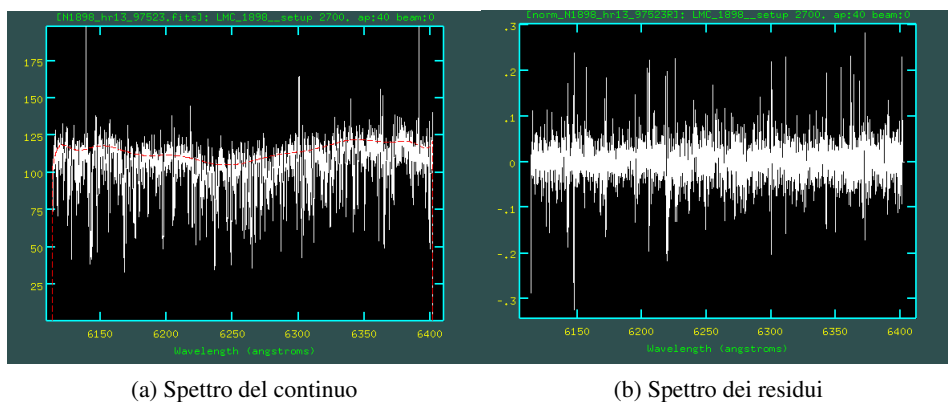 [N1898_hr13_97523.fits]: LMC_1898__setup 2700, ap:40 beam:0
175
150
125
100
75
50
25
6150 6200 6250 6300 6350 6400
Wavelength (angstroms)
(a) Spettro del continuo
[norm_N1898_hr13_97523R]: LMC_1898__setup 2700, ap:40 beam:0
.3
.2
.1
0
-.1
-.2
-.3
6150 6200 6250 6300 6350 6400
Wavelength (angstroms)
(b) Spettro dei residui